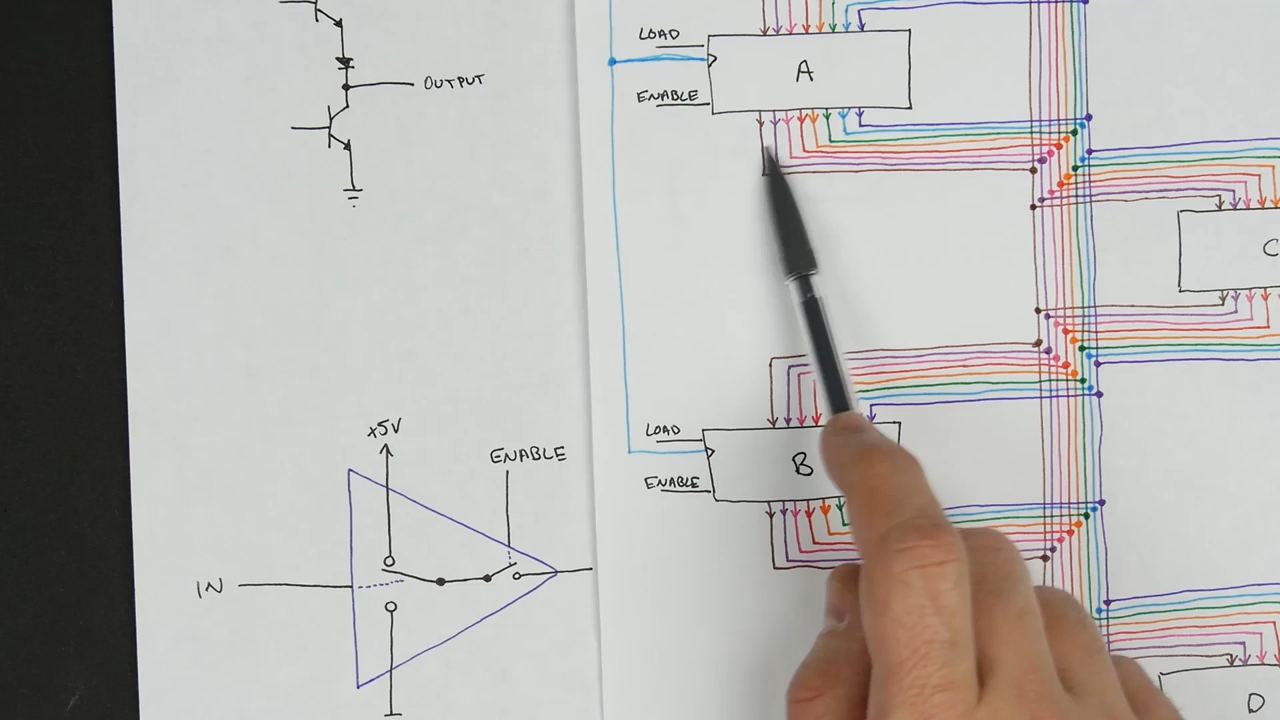 OUTPUT
+5V
ENABLE
IN
LOAD
A
ENABLE
C
LOAD
B
ENABLE
D